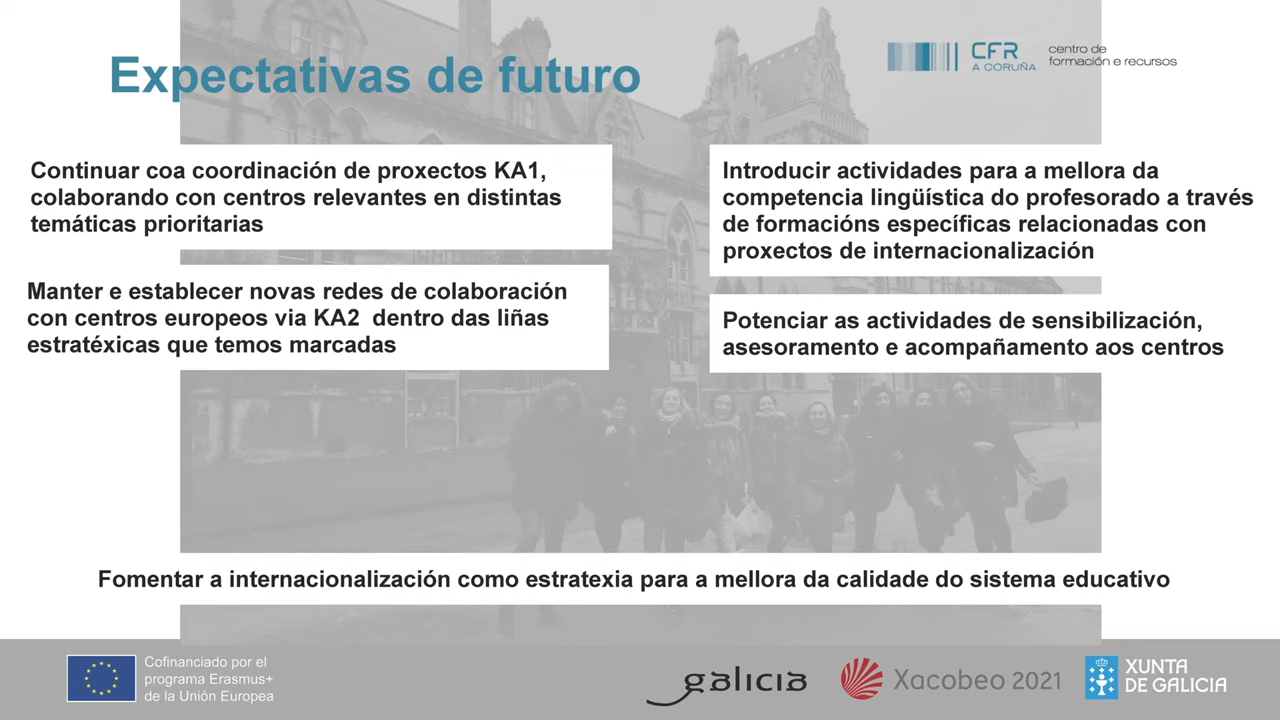 Expectativas de futuro
CFR
A CORUÑA
centro de
formación e recursos
Continuar coa coordinación de proxectos KA1,
colaborando con centros relevantes en distintas
temáticas prioritarias
Manter e establecer novas redes de colaboración
con centros europeos via KA2 dentro das liñas
estratéxicas que temos marcadas
Introducir actividades para a mellora da
competencia lingüística do profesorado a través
de formacións específicas relacionadas con
proxectos de internacionalización
Potenciar as actividades de sensibilización,
asesoramento e acompañamento aos centros
Fomentar a internacionalización como estratexia para a mellora da calidade do sistema educativo
Cofinanciado por el
programa Erasmus+
de la Unión Europea
galicia
Xacobeo 2021
XUNTA
DE GALICIA